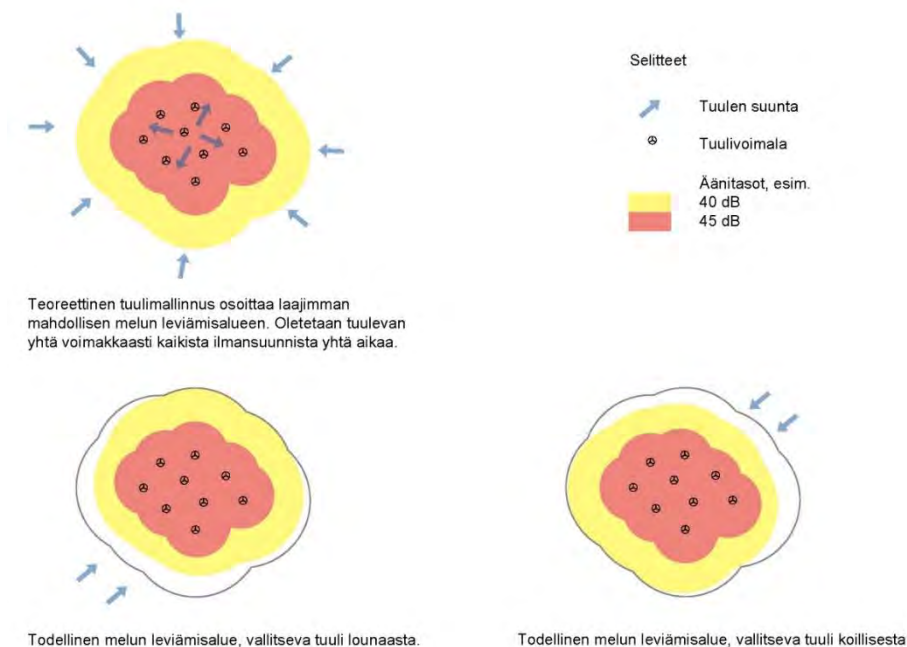 Selitteet
Tuulen suunta
Tuulivoimala
Äänitasot, esim.
40 dB
45 dB
Teoreettinen tuulimallinnus osoittaa laajimman
mahdollisen melun leviämisalueen. Oletetaan tuulevan
yhtä voimakkaasti kaikista ilmansuunnista yhtä aikaa.
Todellinen melun leviämisalue, vallitseva tuuli lounaasta.
Todellinen melun leviämisalue, vallitseva tuuli koillisesta